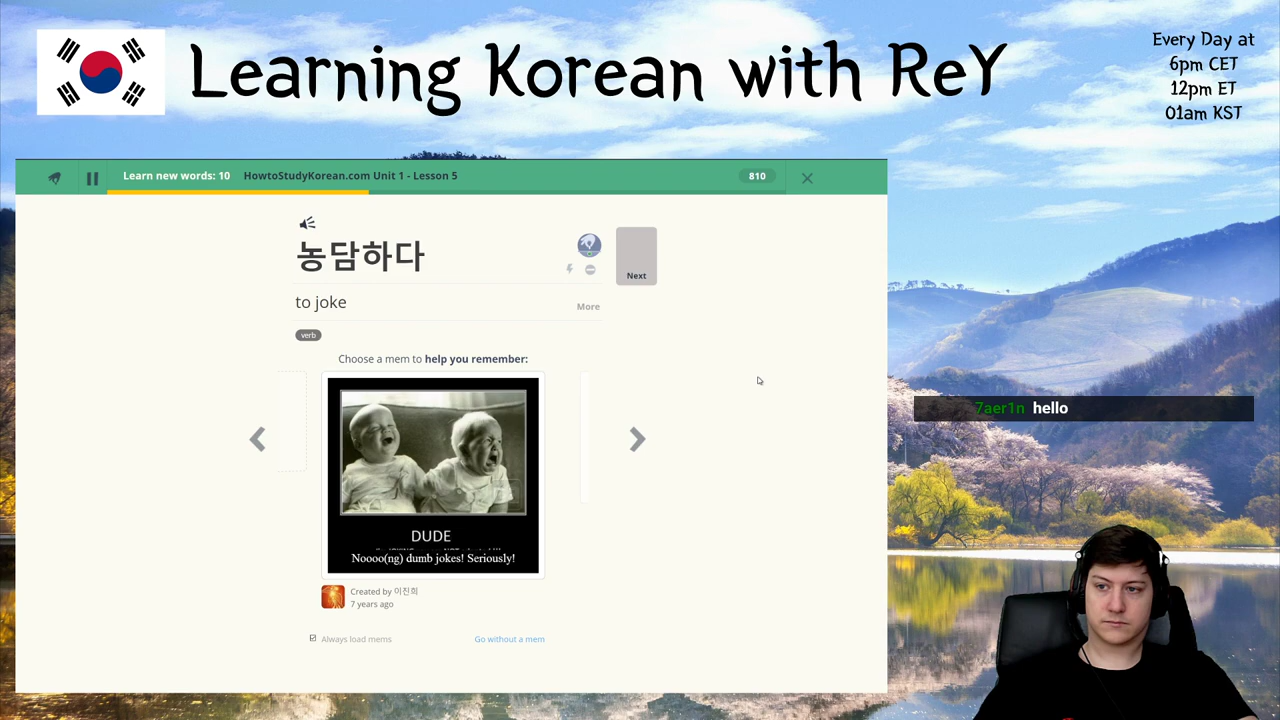 Learning Korean with ReY
Every Day at
6pm CET
12pm ET
01am KST
Learn new words: 10 HowtoStudyKorean.com Unit 1 - Lesson 5 810
농담하다
Next
to joke
More
verb
Choose a mem to help you remember:
DUDE
Noooo(ng) dumb jokes! Seriously!
Created by 이진희
7 years ago
Always load mems
Go without a mem
7aer1n hello